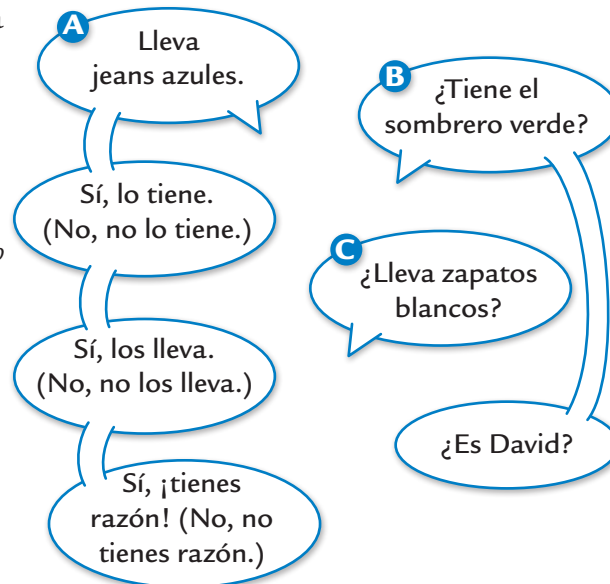 A
Lleva
jeans azules.
B
¿Tiene el
sombrero verde?
Sí, lo tiene.
(No, no lo tiene.)
C
¿Lleva zapatos
blancos?
Sí, los lleva.
(No, no los lleva.)
¿Es David?
Sí, ¡tienes
razón! (No, no
tienes razón.)